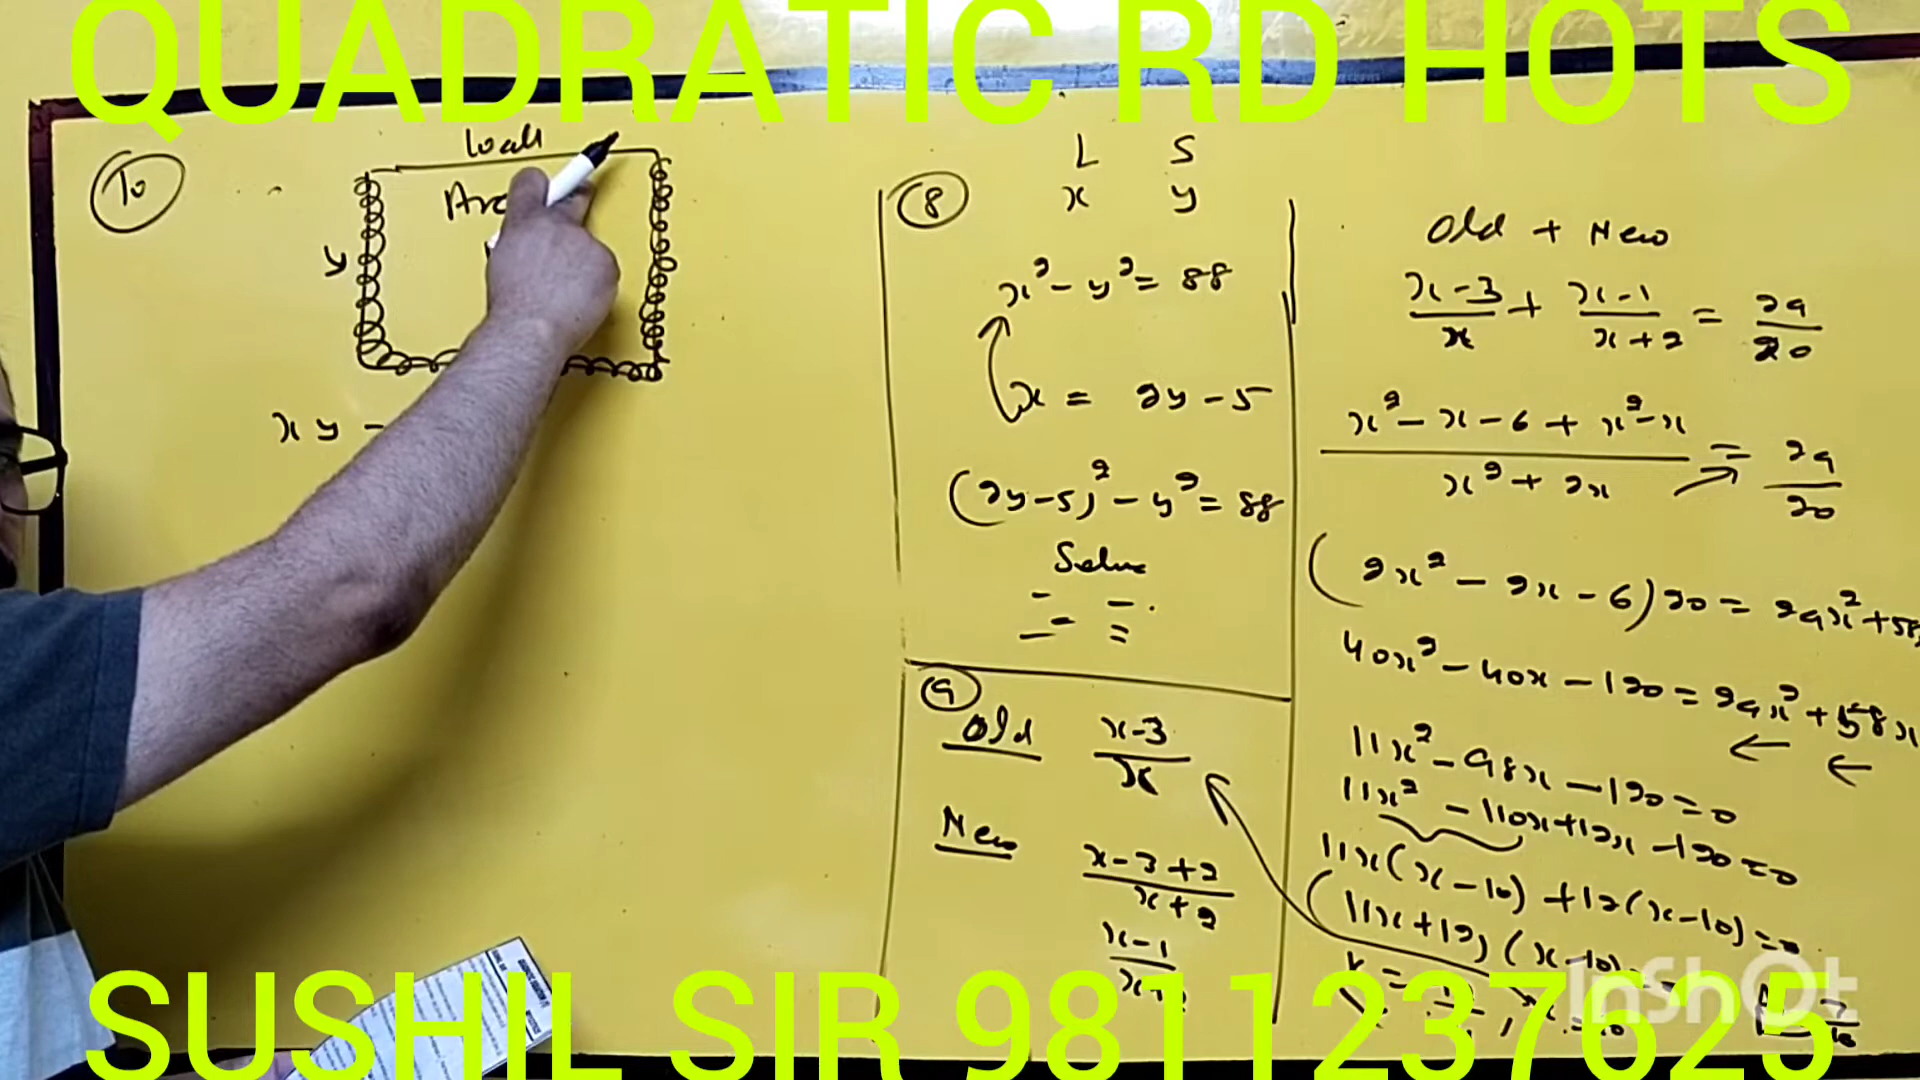 QUADRATIC RD HOTS
10
wall
y
xy -
8
L S
x y
x² - y² = 88
x = 2y - 5
(2y-5)² - y² = 88
Solve
9
Old x-3/x
New
x-3+2/x+2
x-1
Old + New
x-3/x + x-1/x+2 = 29/20
x² - x - 6 + x² - x/x² + 2x = 29/20
(2x² - 2x - 6) 20 = 29x² + 58
40x² - 40x - 120 = 29x² + 58x
11x² - 98x - 120 = 0
11x² - 110x + 12x - 120 = 0
11x(x-10) + 12(x-10) = 0
(11x+12)(x-10)
InShOt
SUSHIL SIR 9811237625